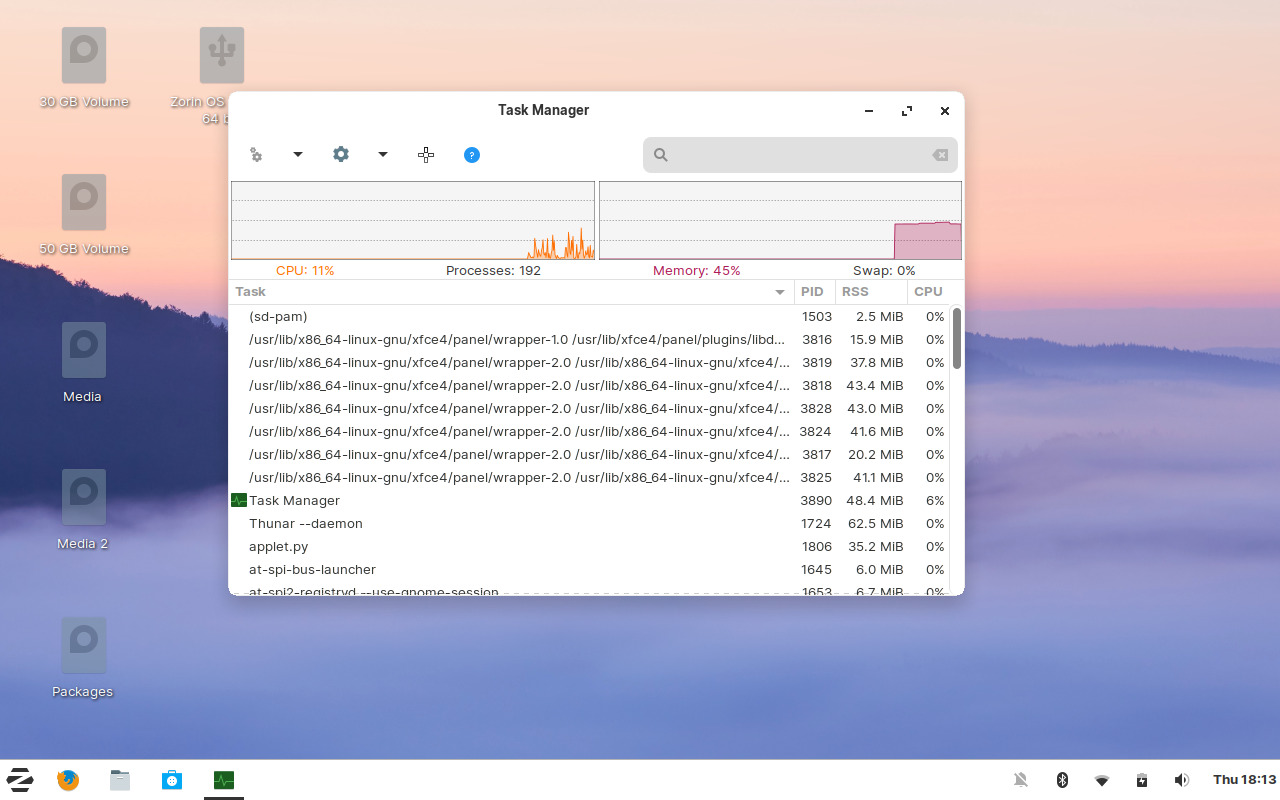 30 GB Volume
Zorin OS
64 b
50 GB Volume
Media
Media 2
Packages
Task Manager
CPU: 11%
Processes: 192
Memory: 45%
Swap: 0%
Task PID RSS CPU
(sd-pam) 1503 2.5 MiB 0%
/usr/lib/x86_64-linux-gnu/xfce4/panel/wrapper-1.0 /usr/lib/xfce4/panel/plugins/libd... 3816 15.9 MiB 0%
/usr/lib/x86_64-linux-gnu/xfce4/panel/wrapper-2.0 /usr/lib/x86_64-linux-gnu/xfce4/... 3819 37.8 MiB 0%
/usr/lib/x86_64-linux-gnu/xfce4/panel/wrapper-2.0 /usr/lib/x86_64-linux-gnu/xfce4/... 3818 43.4 MiB 0%
/usr/lib/x86_64-linux-gnu/xfce4/panel/wrapper-2.0 /usr/lib/x86_64-linux-gnu/xfce4/... 3828 43.0 MiB 0%
/usr/lib/x86_64-linux-gnu/xfce4/panel/wrapper-2.0 /usr/lib/x86_64-linux-gnu/xfce4/... 3824 41.6 MiB 0%
/usr/lib/x86_64-linux-gnu/xfce4/panel/wrapper-2.0 /usr/lib/x86_64-linux-gnu/xfce4/... 3817 20.2 MiB 0%
/usr/lib/x86_64-linux-gnu/xfce4/panel/wrapper-2.0 /usr/lib/x86_64-linux-gnu/xfce4/... 3825 41.1 MiB 0%
Task Manager 3890 48.4 MiB 6%
Thunar --daemon 1724 62.5 MiB 0%
applet.py 1806 35.2 MiB 0%
at-spi-bus-launcher 1645 6.0 MiB 0%
at-spi2-registryd --use-gnome-session 1653 6.7 MiB 0%
Thu 18:13